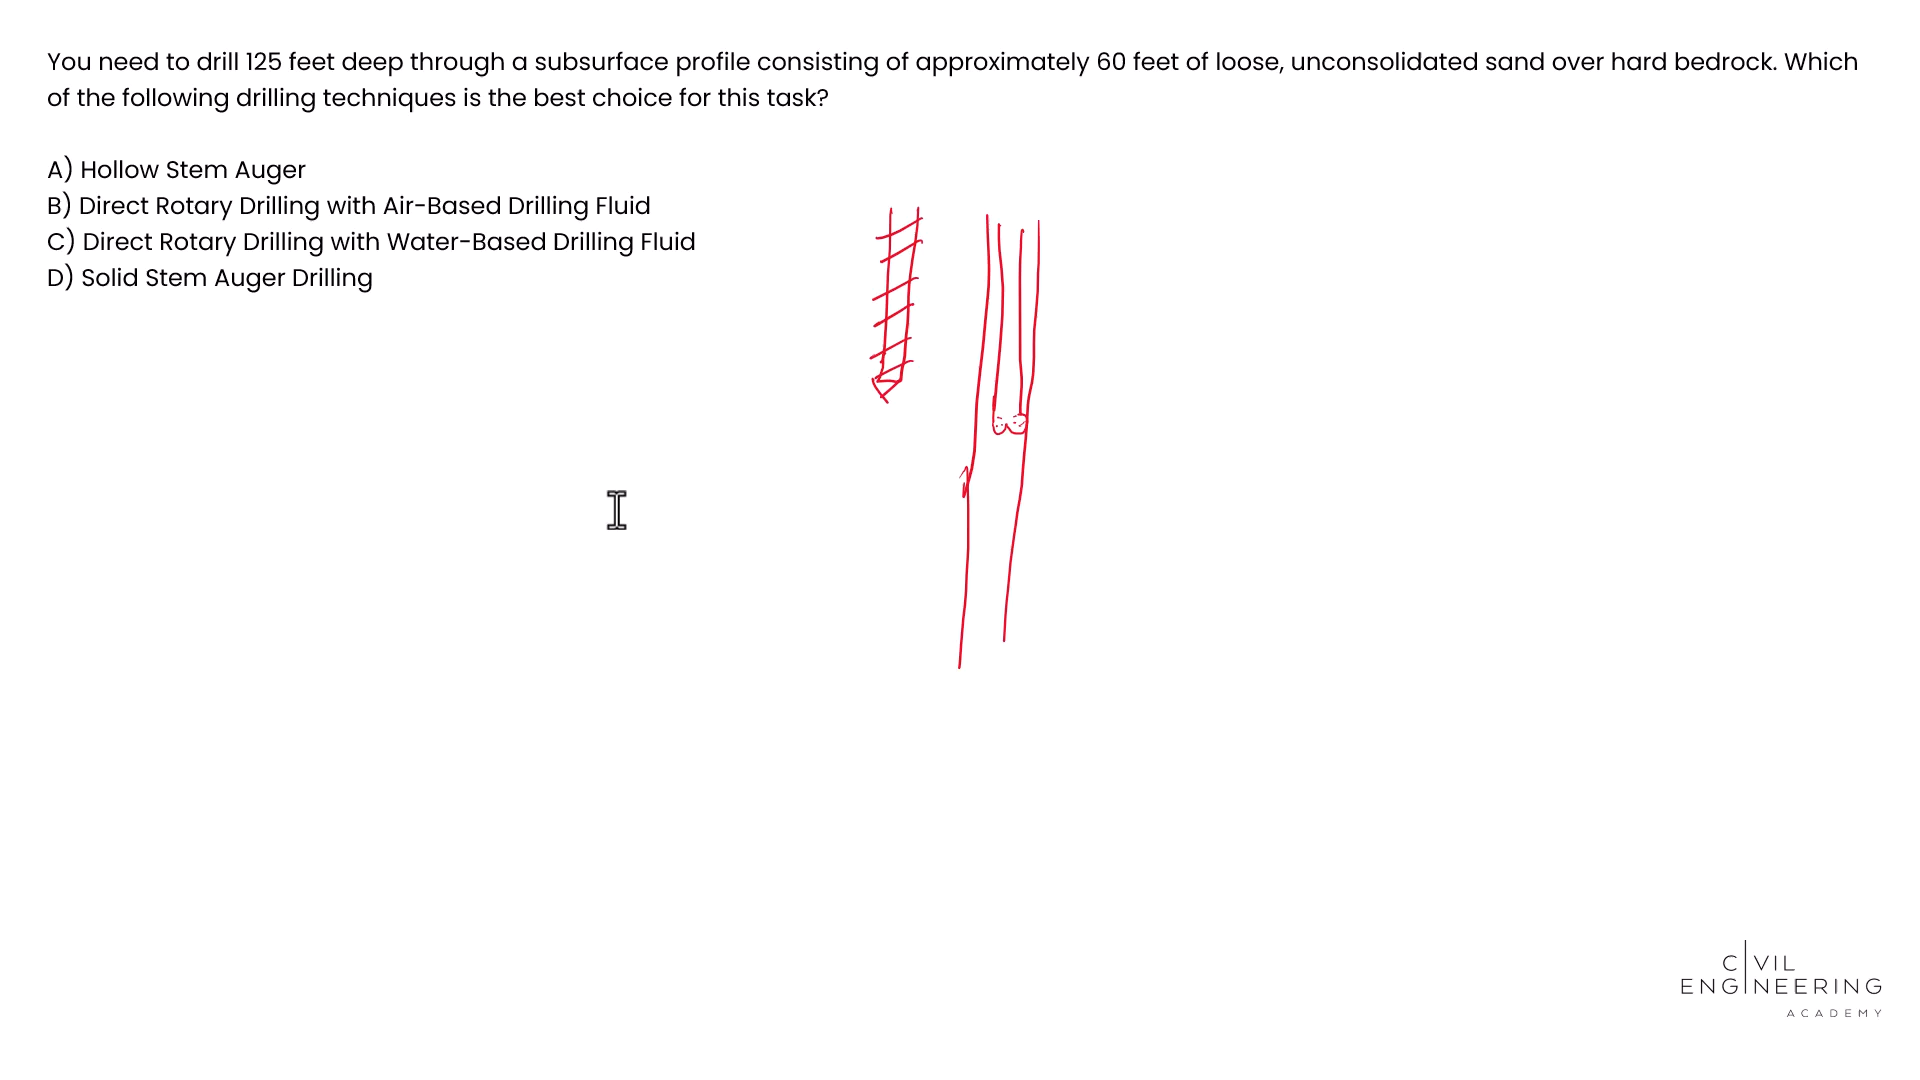 You need to drill 125 feet deep through a subsurface profile consisting of approximately 60 feet of loose, unconsolidated sand over hard bedrock. Which
of the following drilling techniques is the best choice for this task?
A) Hollow Stem Auger
B) Direct Rotary Drilling with Air-Based Drilling Fluid
C) Direct Rotary Drilling with Water-Based Drilling Fluid
D) Solid Stem Auger Drilling
CIVIL
ENGINEERING
ACADEMY